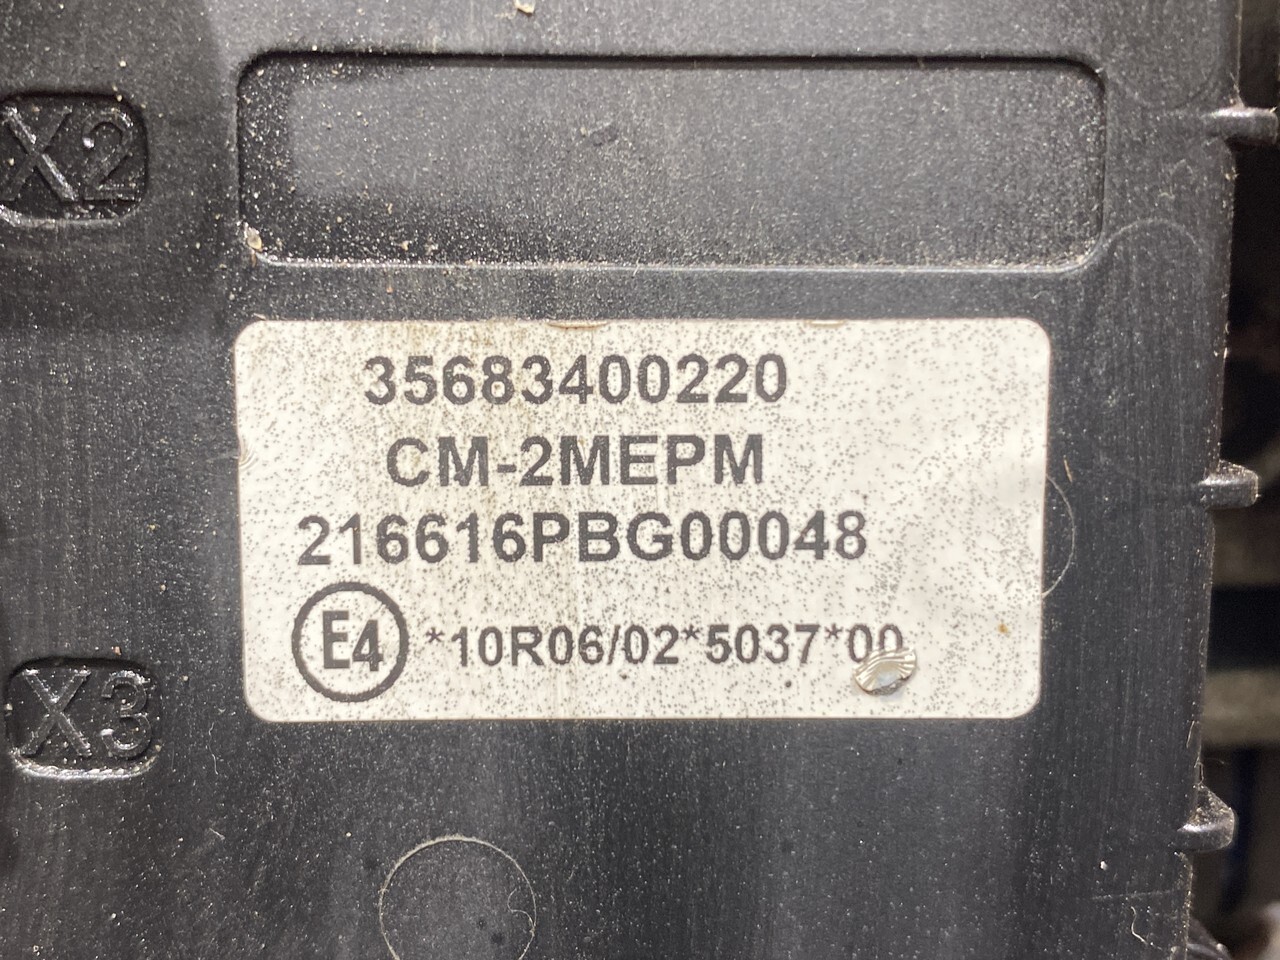 X2
35683400220
CM-2MEPM
216616PBG00048
E4 *10R06/02*5037*00
X3